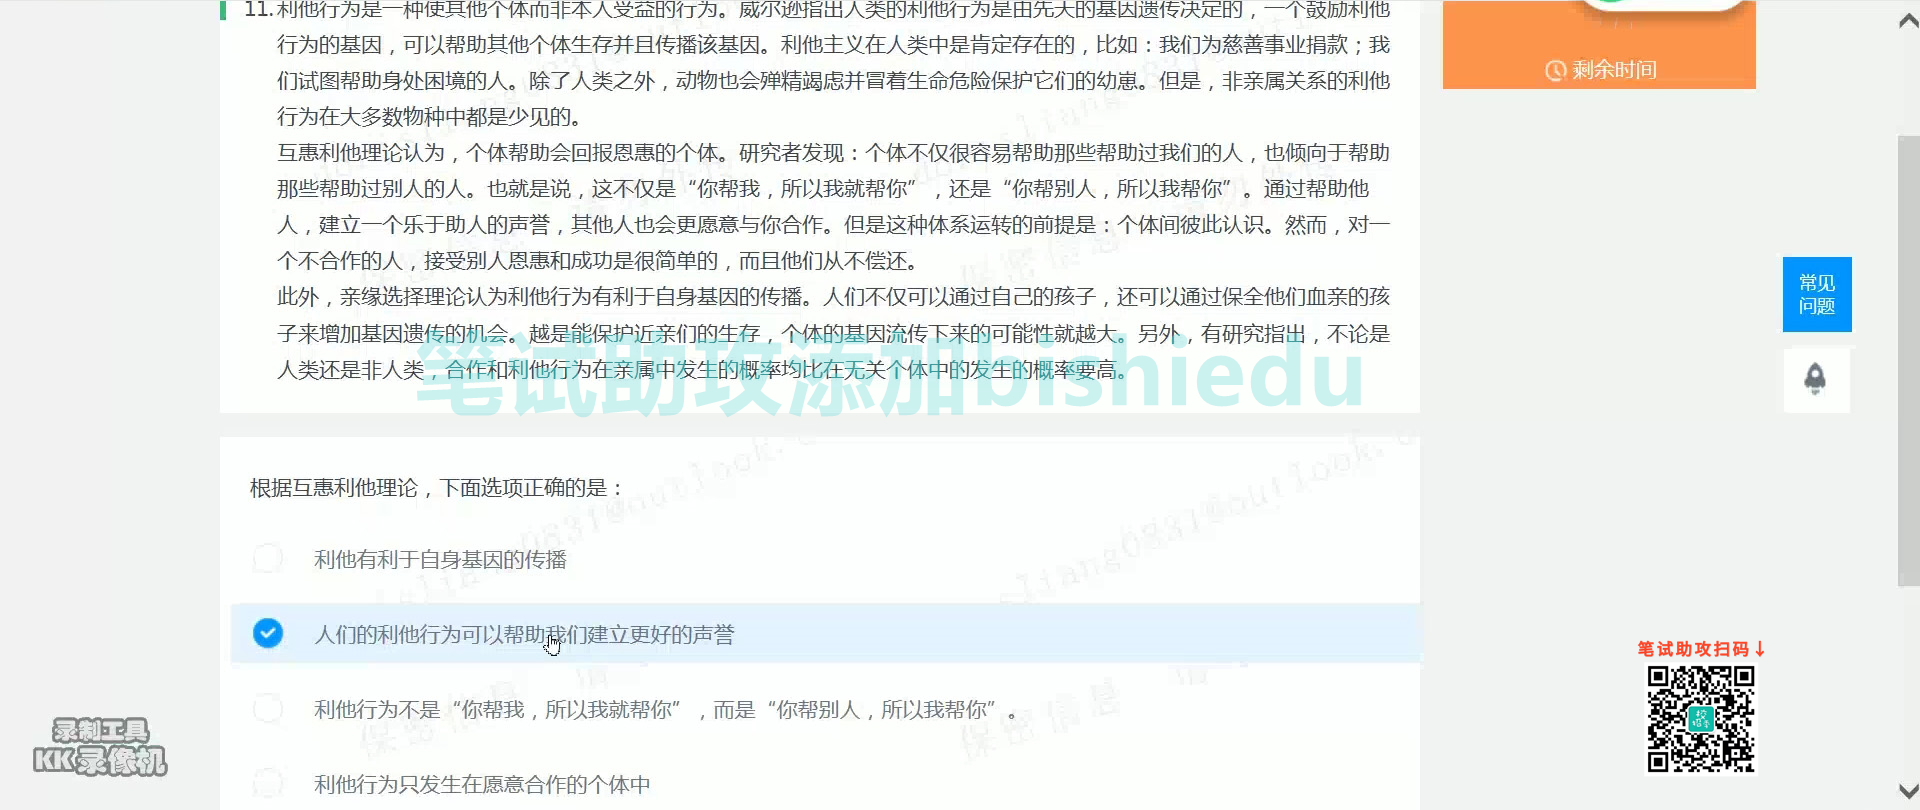 11. 利他行为是一种使其他个体而非本人受益的行为。威尔逊指出人类的利他行为是由先天的基因遗传决定的，一个鼓励利他
行为的基因，可以帮助其他个体生存并且传播该基因。利他主义在人类中是肯定存在的，比如：我们为慈善事业捐款；我
们试图帮助身处困境的人。除了人类之外，动物也会殚精竭虑并冒着生命危险保护它们的幼崽。但是，非亲属关系的利他
行为在大多数物种中都是少见的。
互惠利他理论认为，个体帮助会回报恩惠的个体。研究者发现：个体不仅很容易帮助那些帮助过我们的人，也倾向于帮助
那些帮助过别人的人。也就是说，这不仅是“你帮我，所以我就帮你”，还是“你帮别人，所以我帮你”。通过帮助他
人，建立一个乐于助人的声誉，其他人也会更愿意与你合作。但是这种体系运转的前提是：个体间彼此认识。然而，对一
个不合作的人，接受别人恩惠和成功是很简单的，而且他们从不偿还。
此外，亲缘选择理论认为利他行为有利于自身基因的传播。人们不仅可以通过自己的孩子，还可以通过保全他们血亲的孩
子来增加基因遗传的机会。越是能保护近亲们的生存，个体的基因流传下来的可能性就越大。另外，有研究指出，不论是
人类还是非人类，合作和利他行为在亲属中发生的概率均比在无关个体中的发生的概率要高。
笔试助攻添加bishiedu
根据互惠利他理论，下面选项正确的是：
利他有利于自身基因的传播
人们的利他行为可以帮助我们建立更好的声誉
利他行为不是“你帮我，所以我就帮你”，而是“你帮别人，所以我帮你”。
利他行为只发生在愿意合作的个体中
剩余时间
常见
问题
笔试助攻扫码↓
录制工具
KK录像机
保密信息
保密信息